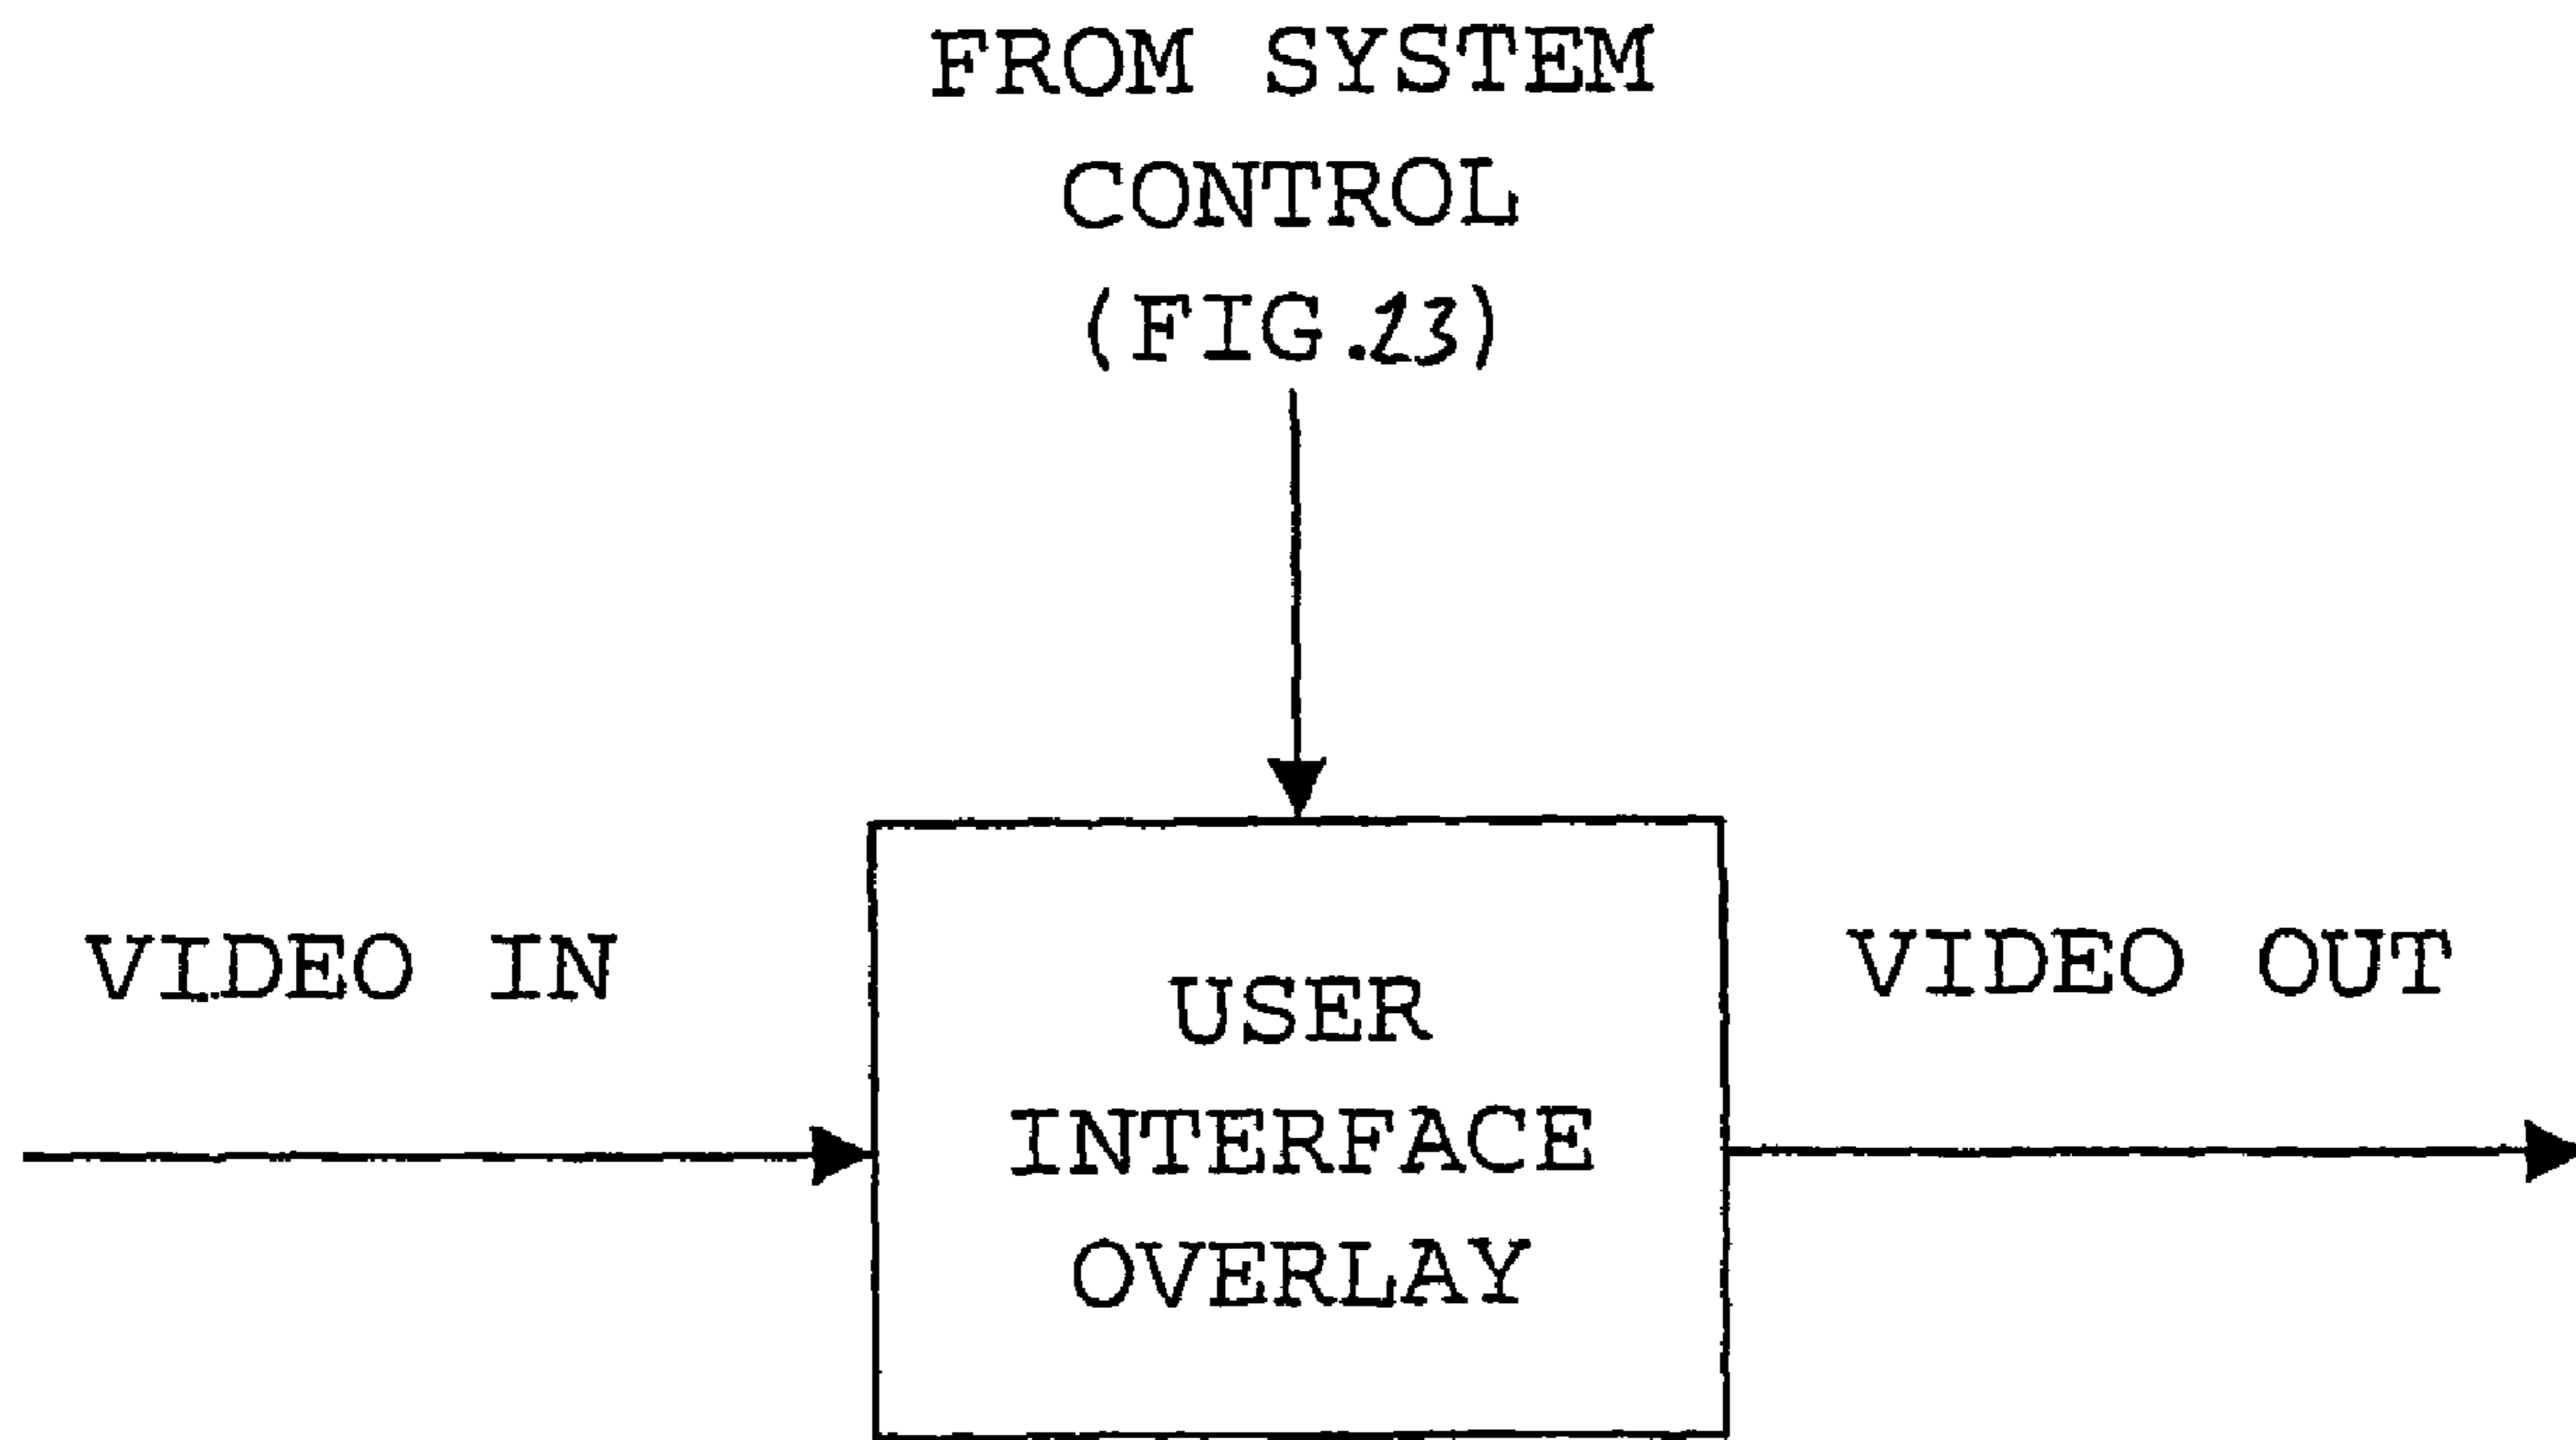 FROM SYSTEM
CONTROL
(FIG.23)
VIDEO IN
VIDEO OUT
USER
INTERFACE
OVERLAY